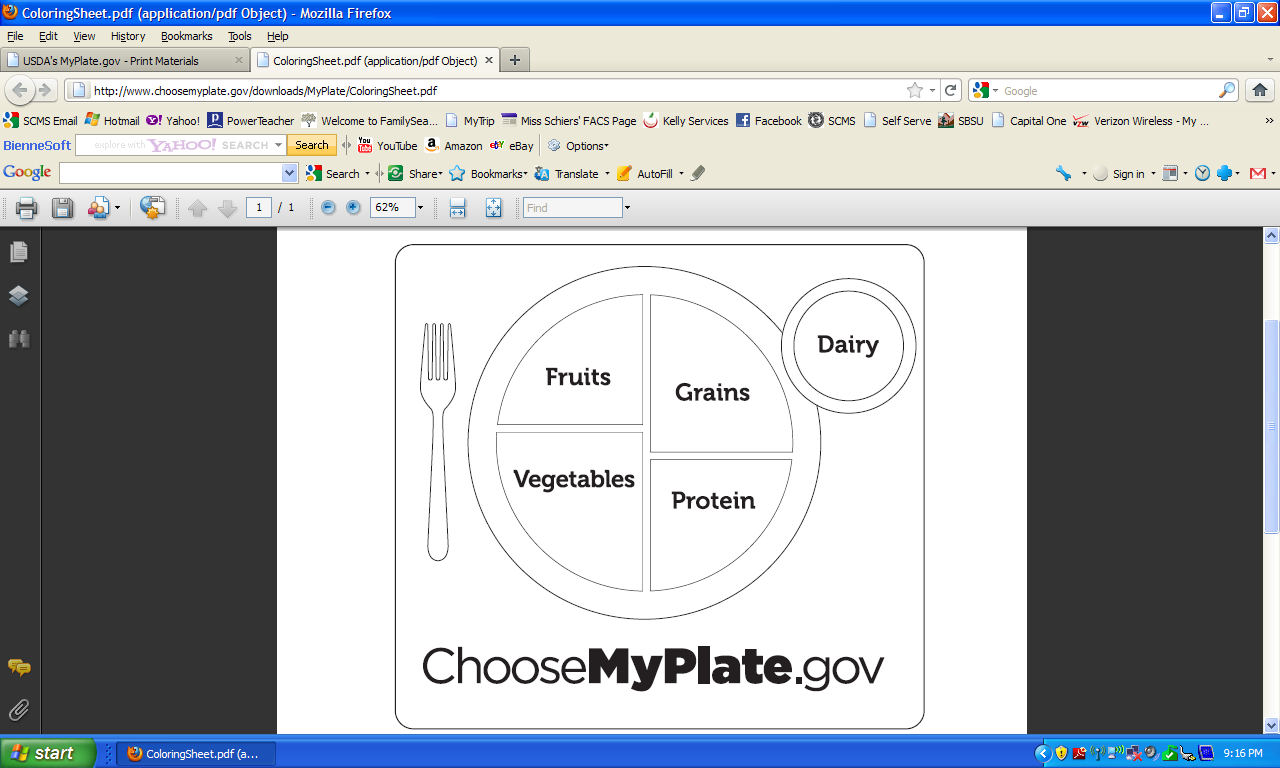 ColoringSheet.pdf (application/pdf Object) - Mozilla Firefox
File Edit View History Bookmarks Tools Help
USDA's MyPlate.gov - Print Materials
ColoringSheet.pdf (application/pdf Object)
http://www.choosemyplate.gov/downloads/MyPlate/ColoringSheet.pdf
Google
SCMS Email Hotmail Yahoo! PowerTeacher Welcome to FamilySea... MyTrip Miss Schiers' FACS Page Kelly Services Facebook SCMS Self Serve SBSU Capital One Verizon Wireless - My ...
BienneSoft explore with YAHOO! SEARCH Search YouTube Amazon eBay Options
Google Search Share Bookmarks Translate AutoFill Sign in
1 / 1 62% Find
Dairy
Fruits
Grains
Vegetables
Protein
ChooseMyPlate.gov
start ColoringSheet.pdf (a... 9:16 PM